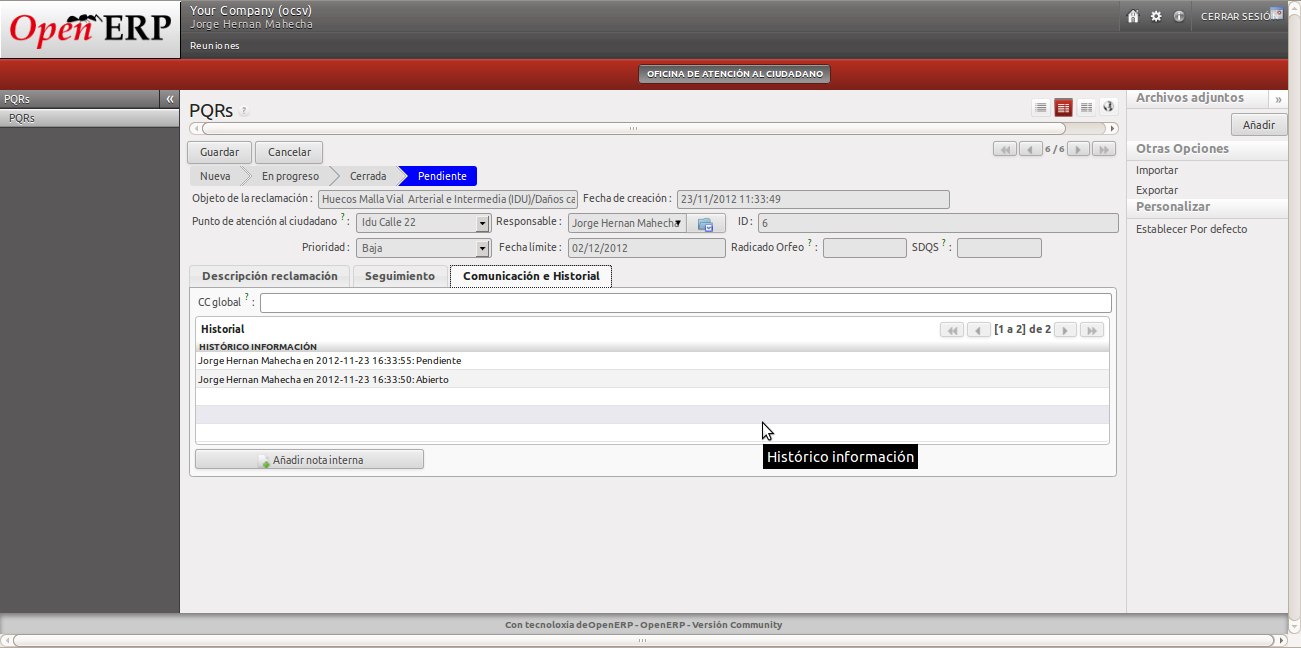 Open ERP
Your Company (ocsv)
Jorge Hernan Mahecha
CERRAR SESIÓ
Reuniones
OFICINA DE ATENCIÓN AL CIUDADANO
PQRs «
PQRs
PQRs ?
Archivos adjuntos »
Añadir
Otras Opciones
Importar
Exportar
Personalizar
Establecer Por defecto
Guardar Cancelar
6 / 6
Nueva En progreso Cerrada Pendiente
Objeto de la reclamación : Huecos Malla Vial Arterial e Intermedia (IDU)/Daños ca Fecha de creación : 23/11/2012 11:33:49
Punto de atención al ciudadano ? : Idu Calle 22 Responsable : Jorge Hernan Mahecha ID : 6
Prioridad : Baja Fecha límite : 02/12/2012 Radicado Orfeo ? : SDQS ? :
Descripción reclamación Seguimiento Comunicación e Historial
CC global ? :
Historial [1 a 2] de 2
HISTÓRICO INFORMACIÓN
Jorge Hernan Mahecha en 2012-11-23 16:33:55: Pendiente
Jorge Hernan Mahecha en 2012-11-23 16:33:50: Abierto
Añadir nota interna
Histórico información
Con tecnoloxia deOpenERP - OpenERP - Versión Community